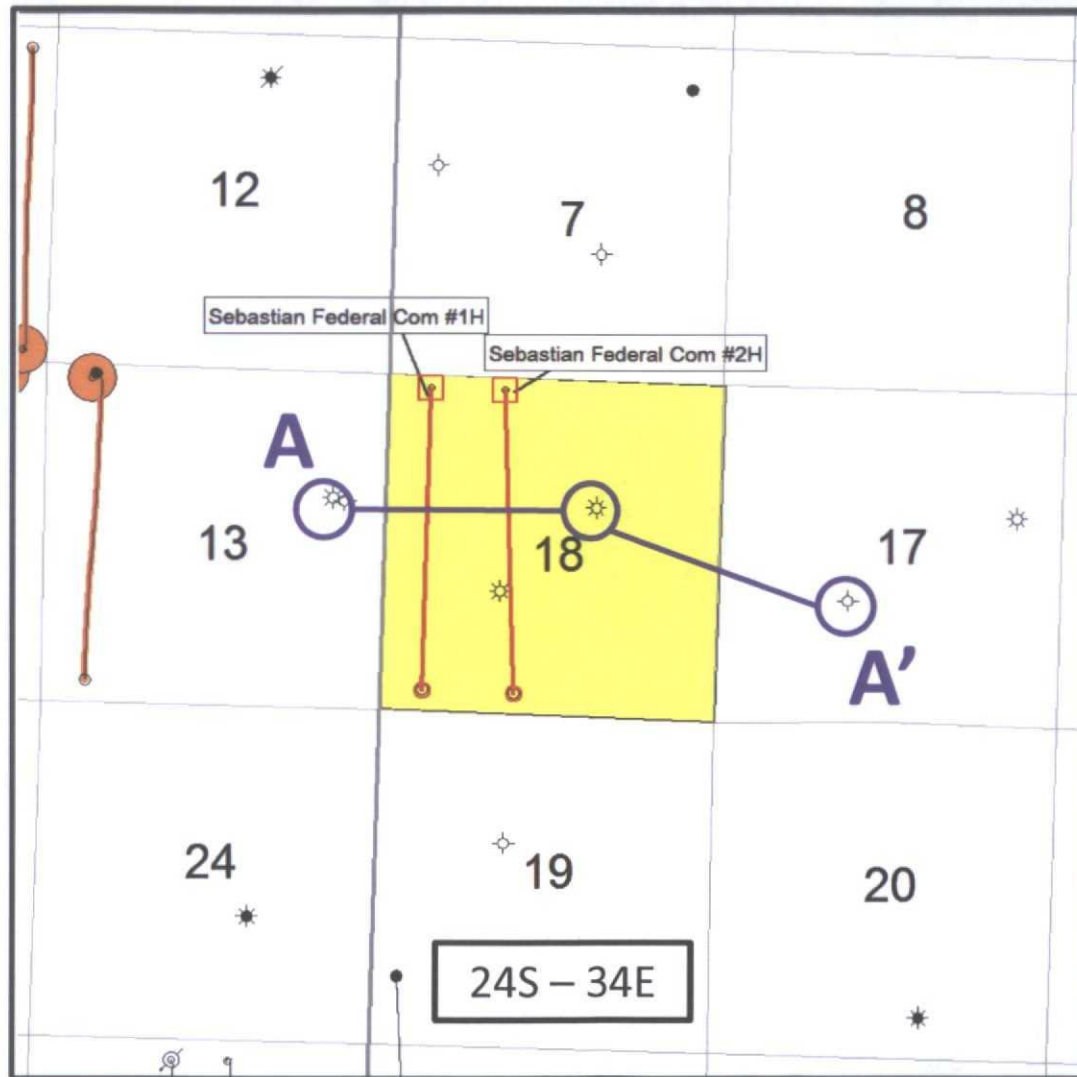 12
7
8
Sebastian Federal Com #1H
Sebastian Federal Com #2H
A
13
18
17
A'
24
19
20
24S – 34E